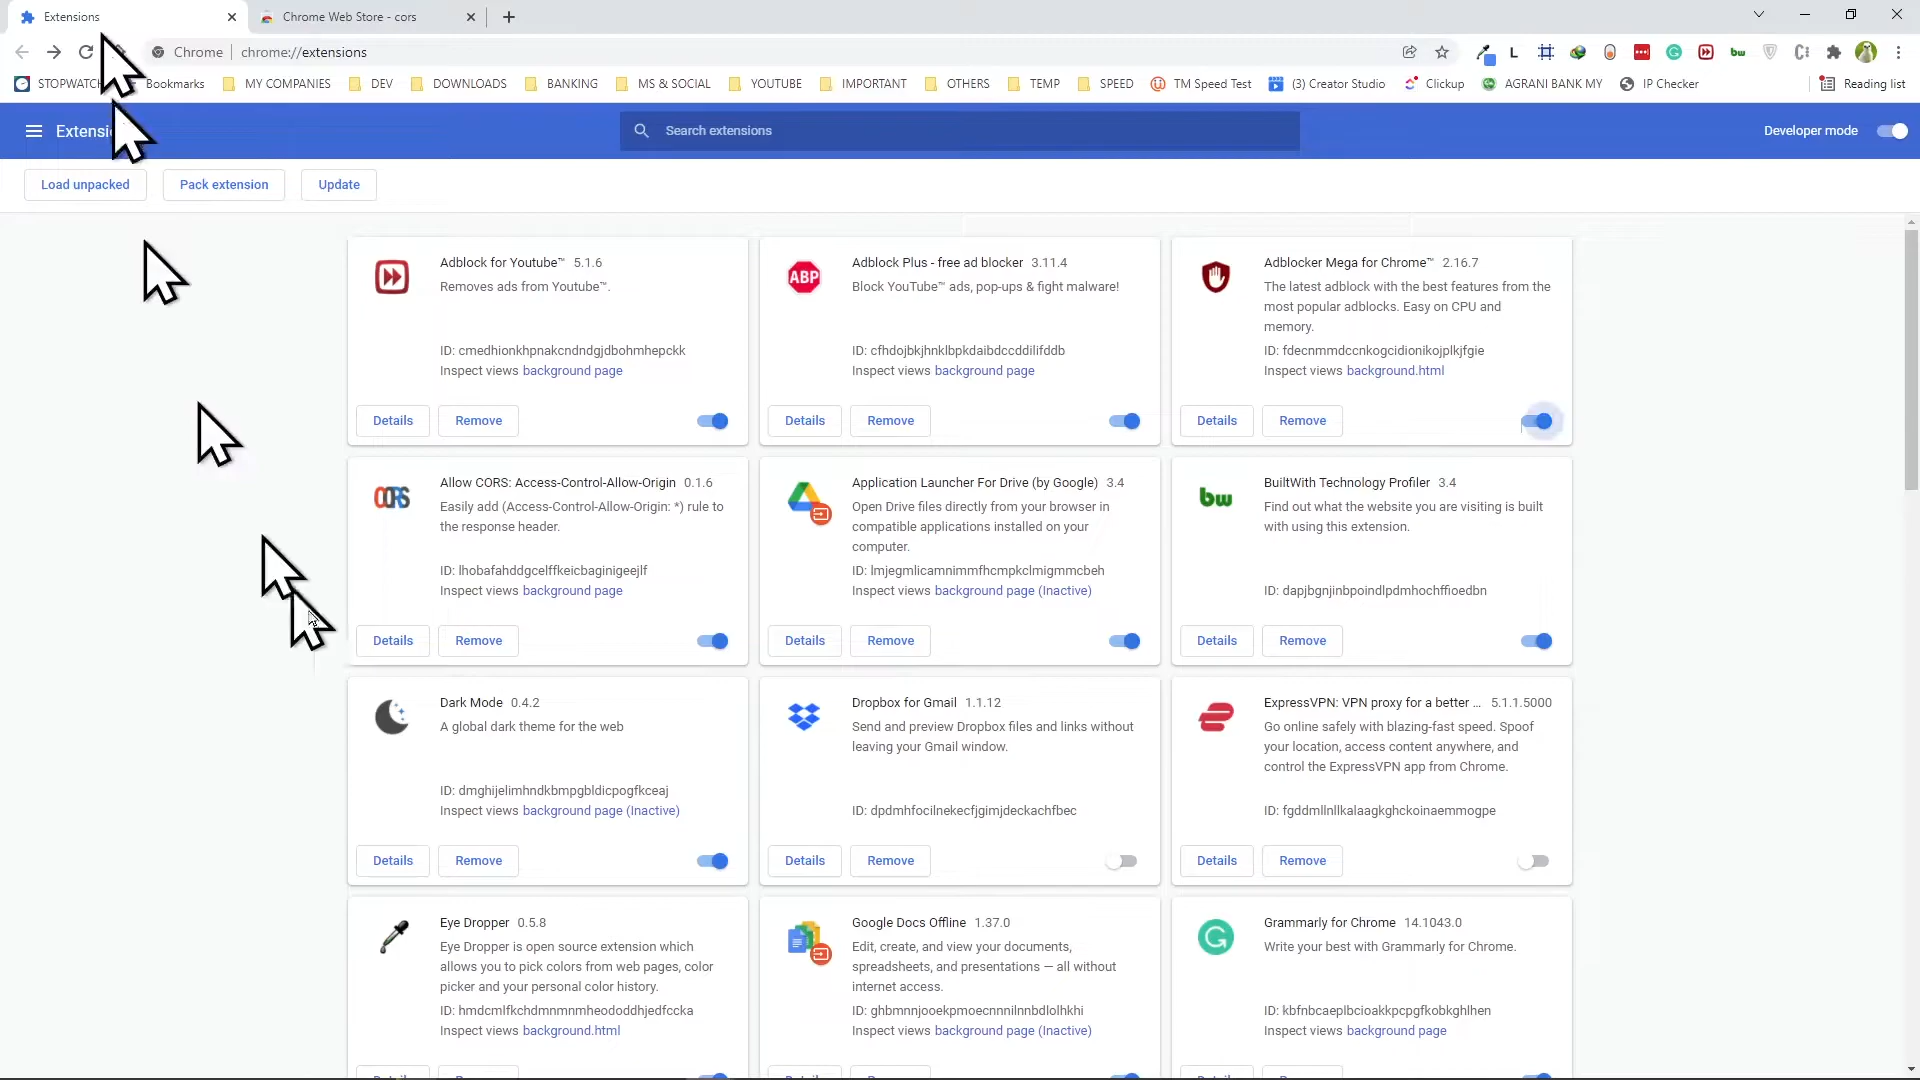 Extensions
Chrome Web Store - cors
Chrome
chrome://extensions
L
bw
STOPWATC
Bookmarks
MY COMPANIES
DEV
DOWNLOADS
BANKING
MS & SOCIAL
YOUTUBE
IMPORTANT
OTHERS
TEMP
SPEED
TM Speed Test
(3) Creator Studio
Clickup
AGRANI BANK MY
IP Checker
Reading list
Extensi
Search extensions
Developer mode
Load unpacked
Pack extension
Update
Adblock for Youtube™ 5.1.6
Removes ads from Youtube™.
ID: cmedhionkhpnakcndndgjdbohmhepckk
Inspect views background page
Details
Remove
ABP
Adblock Plus - free ad blocker 3.11.4
Block YouTube™ ads, pop-ups & fight malware!
ID: cfhdojbkjhnklbpkdaibdccddilifddb
Inspect views background page
Details
Remove
Adblocker Mega for Chrome™ 2.16.7
The latest adblock with the best features from the
most popular adblocks. Easy on CPU and
memory.
ID: fdecnmmdccnkogcidionikojplkjfgie
Inspect views background.html
Details
Remove
CORS
Allow CORS: Access-Control-Allow-Origin 0.1.6
Easily add (Access-Control-Allow-Origin: *) rule to
the response header.
ID: lhobafahddgcelffkeicbaginigeejlf
Inspect views background page
Details
Remove
Application Launcher For Drive (by Google) 3.4
Open Drive files directly from your browser in
compatible applications installed on your
computer.
ID: lmjegmlicamnimmfhcmpkclmigmmcbeh
Inspect views background page (Inactive)
Details
Remove
bw
BuiltWith Technology Profiler 3.4
Find out what the website you are visiting is built
with using this extension.
ID: dapjbgnjinbpoindlpdmhochffioedbn
Details
Remove
Dark Mode 0.4.2
A global dark theme for the web
ID: dmghijelimhndkbmpgbldicpogfkceaj
Inspect views background page (Inactive)
Details
Remove
Dropbox for Gmail 1.1.12
Send and preview Dropbox files and links without
leaving your Gmail window.
ID: dpdmhfocilnekecfjgimjdeckachfbec
Details
Remove
ExpressVPN: VPN proxy for a better ... 5.1.1.5000
Go online safely with blazing-fast speed. Spoof
your location, access content anywhere, and
control the ExpressVPN app from Chrome.
ID: fgddmllnllkalaagkghckoinaemmogpe
Details
Remove
Eye Dropper 0.5.8
Eye Dropper is open source extension which
allows you to pick colors from web pages, color
picker and your personal color history.
ID: hmdcmlfkchdmnmnmheododdhjedfccka
Inspect views background.html
Google Docs Offline 1.37.0
Edit, create, and view your documents,
spreadsheets, and presentations — all without
internet access.
ID: ghbmnnjooekpmoecnnnilnnbdlolhkhi
Inspect views background page (Inactive)
G
Grammarly for Chrome 14.1043.0
Write your best with Grammarly for Chrome.
ID: kbfnbcaeplbcioakkpcpgfkobkghlhen
Inspect views background page